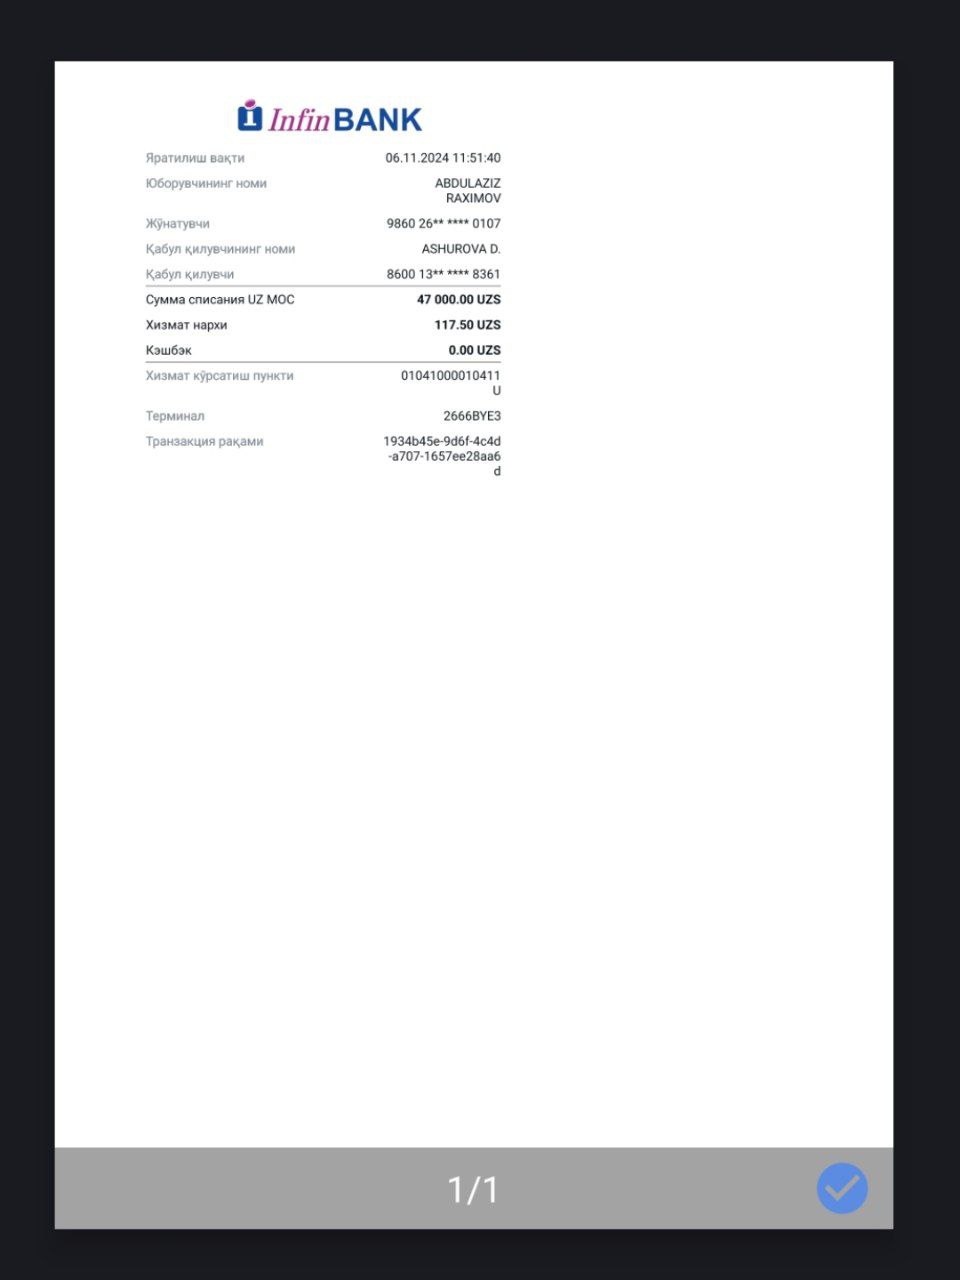 InfinBANK
Яратилиш вақти 06.11.2024 11:51:40
Юборувчининг номи ABDULAZIZ
RAXIMOV
Жўнатувчи 9860 26** **** 0107
Қабул қилувчининг номи ASHUROVA D.
Қабул қилувчи 8600 13** **** 8361
Сумма списания UZ MOC 47 000.00 UZS
Хизмат нархи 117.50 UZS
Кэшбэк 0.00 UZS
Хизмат кўрсатиш пункти 01041000010411
U
Терминал 2666BYE3
Транзакция рақами 1934b45e-9d6f-4c4d
-a707-1657ee28aa6
d
1/1